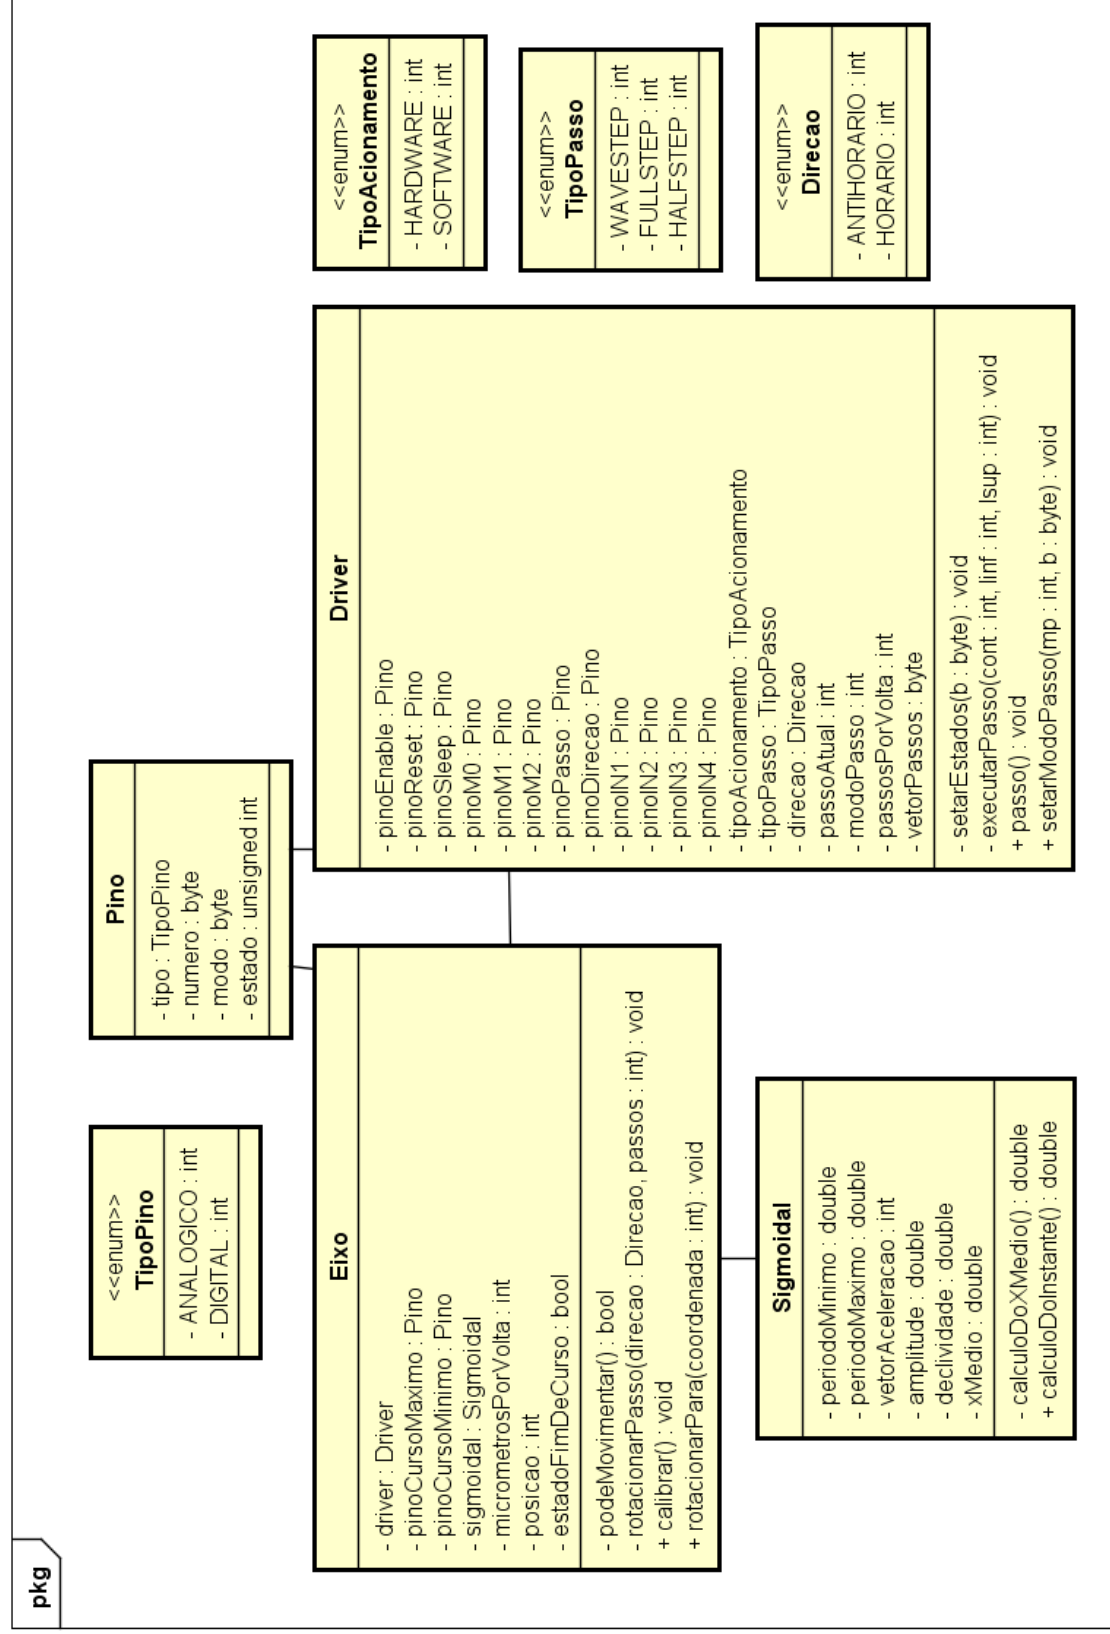 pkg
<<enum>>
TipoPino
- ANALOGICO : int
- DIGITAL : int
Pino
- tipo : TipoPino
- numero : byte
- modo : byte
- estado : unsigned int
Eixo
- driver : Driver
- pinoCursoMaximo : Pino
- pinoCursoMinimo : Pino
- sigmoidal : Sigmoidal
- micrometrosPorVolta : int
- posicao : int
- estadoFimDeCurso : bool
- podeMovimentar() : bool
- rotacionarPasso(direcao : Direcao, passos : int) : void
+ calibrar() : void
+ rotacionarPara(coordenada : int) : void
Driver
- pinoEnable : Pino
- pinoReset : Pino
- pinoSleep : Pino
- pinoM0 : Pino
- pinoM1 : Pino
- pinoM2 : Pino
- pinoPasso : Pino
- pinoDirecao : Pino
- pinoIN1 : Pino
- pinoIN2 : Pino
- pinoIN3 : Pino
- pinoIN4 : Pino
- tipoAcionamento : TipoAcionamento
- tipoPasso : TipoPasso
- direcao : Direcao
- passoAtual : int
- modoPasso : int
- passosPorVolta : int
- vetorPassos : byte
- setarEstados(b : byte) : void
- executarPasso(cont : int, linf : int, lsup : int) : void
+ passo() : void
+ setarModoPasso(mp : int, b : byte) : void
<<enum>>
TipoAcionamento
- HARDWARE : int
- SOFTWARE : int
<<enum>>
TipoPasso
- WAVESTEP : int
- FULLSTEP : int
- HALFSTEP : int
<<enum>>
Direcao
- ANTIHORARIO : int
- HORARIO : int
Sigmoidal
- periodoMinimo : double
- periodoMaximo : double
- vetorAceleracao : int
- amplitude : double
- declividade : double
- xMedio : double
- calculoDoXMedio() : double
+ calculoDoInstante() : double